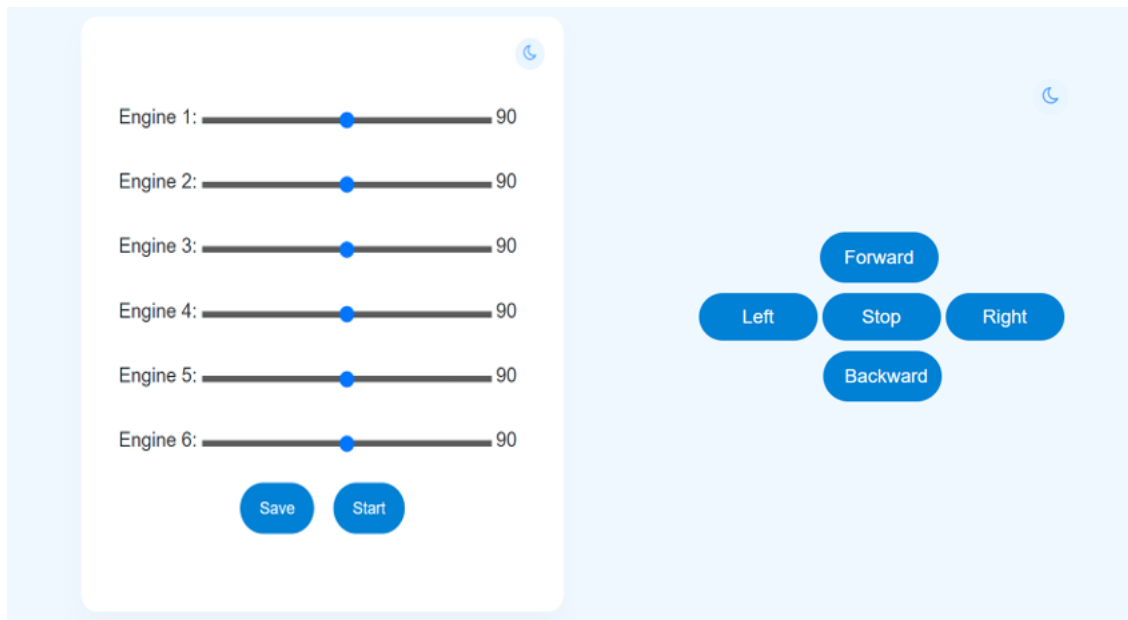 Engine 1: 90
Engine 2: 90
Engine 3: 90
Engine 4: 90
Engine 5: 90
Engine 6: 90
Save Start
Forward
Left Stop Right
Backward